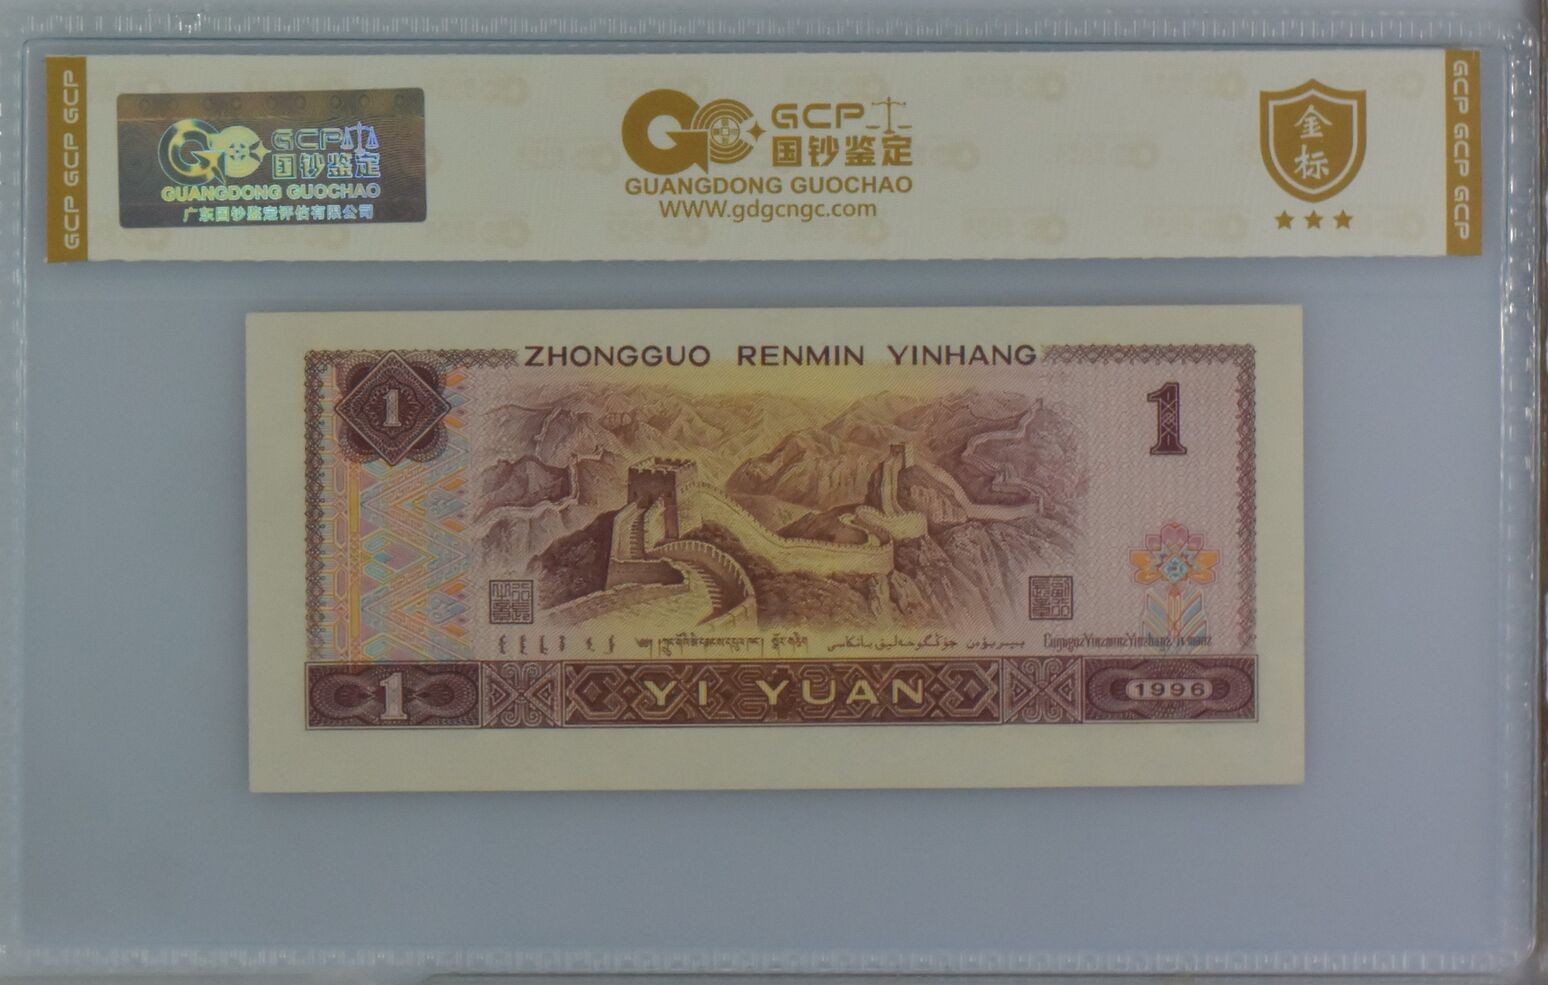 GCP GCP GCP
GCP
国钞鉴定
GUANGDONG GUOCHAO
广东国钞鉴定评估有限公司
GCP
国钞鉴定
GUANGDONG GUOCHAO
WWW.gdgcngc.com
金标
GCP GCP GCP
ZHONGGUO RENMIN YINHANG
1
1
1
YI YUAN
1996